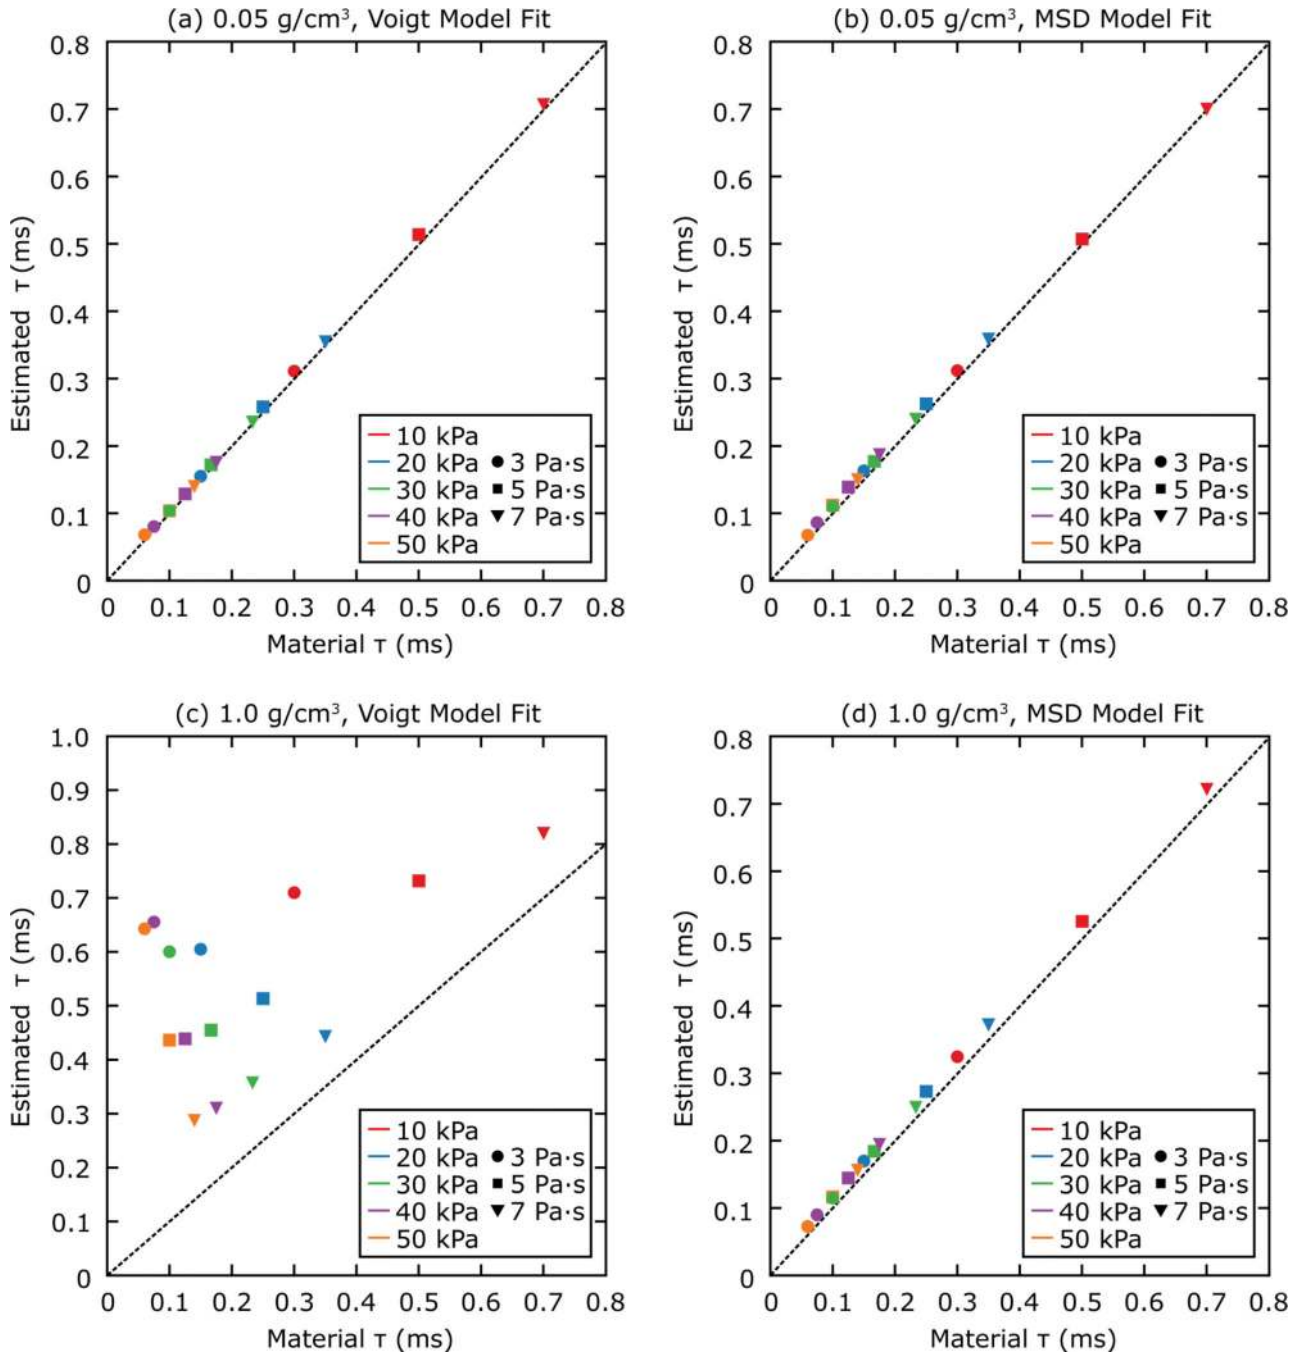 (a) 0.05 g/cm³, Voigt Model Fit
0.8
0.7
0.6
0.5
0.4
0.3
0.2
0.1
0
Estimated τ (ms)
10 kPa
20 kPa
30 kPa
40 kPa
50 kPa
3 Pa·s
5 Pa·s
7 Pa·s
0 0.1 0.2 0.3 0.4 0.5 0.6 0.7 0.8
Material τ (ms)
(b) 0.05 g/cm³, MSD Model Fit
0.8
0.7
0.6
0.5
0.4
0.3
0.2
0.1
0
Estimated τ (ms)
10 kPa
20 kPa
30 kPa
40 kPa
50 kPa
3 Pa·s
5 Pa·s
7 Pa·s
0 0.1 0.2 0.3 0.4 0.5 0.6 0.7 0.8
Material τ (ms)
(c) 1.0 g/cm³, Voigt Model Fit
1.0
0.9
0.8
0.7
0.6
0.5
0.4
0.3
0.2
0.1
0
Estimated τ (ms)
10 kPa
20 kPa
30 kPa
40 kPa
50 kPa
3 Pa·s
5 Pa·s
7 Pa·s
0 0.1 0.2 0.3 0.4 0.5 0.6 0.7 0.8
Material τ (ms)
(d) 1.0 g/cm³, MSD Model Fit
0.8
0.7
0.6
0.5
0.4
0.3
0.2
0.1
0
Estimated τ (ms)
10 kPa
20 kPa
30 kPa
40 kPa
50 kPa
3 Pa·s
5 Pa·s
7 Pa·s
0 0.1 0.2 0.3 0.4 0.5 0.6 0.7 0.8
Material τ (ms)